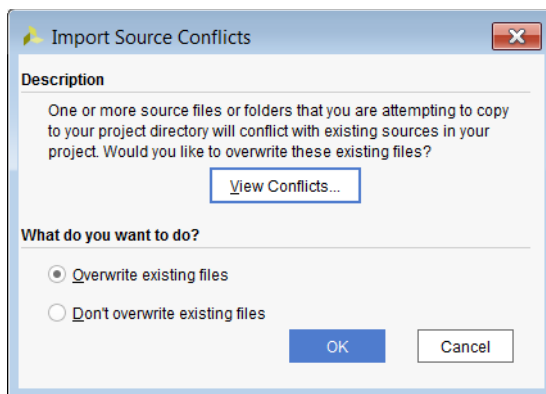 Import Source Conflicts
Description
One or more source files or folders that you are attempting to copy
to your project directory will conflict with existing sources in your
project. Would you like to overwrite these existing files?
View Conflicts...
What do you want to do?
Overwrite existing files
Don't overwrite existing files
OK
Cancel